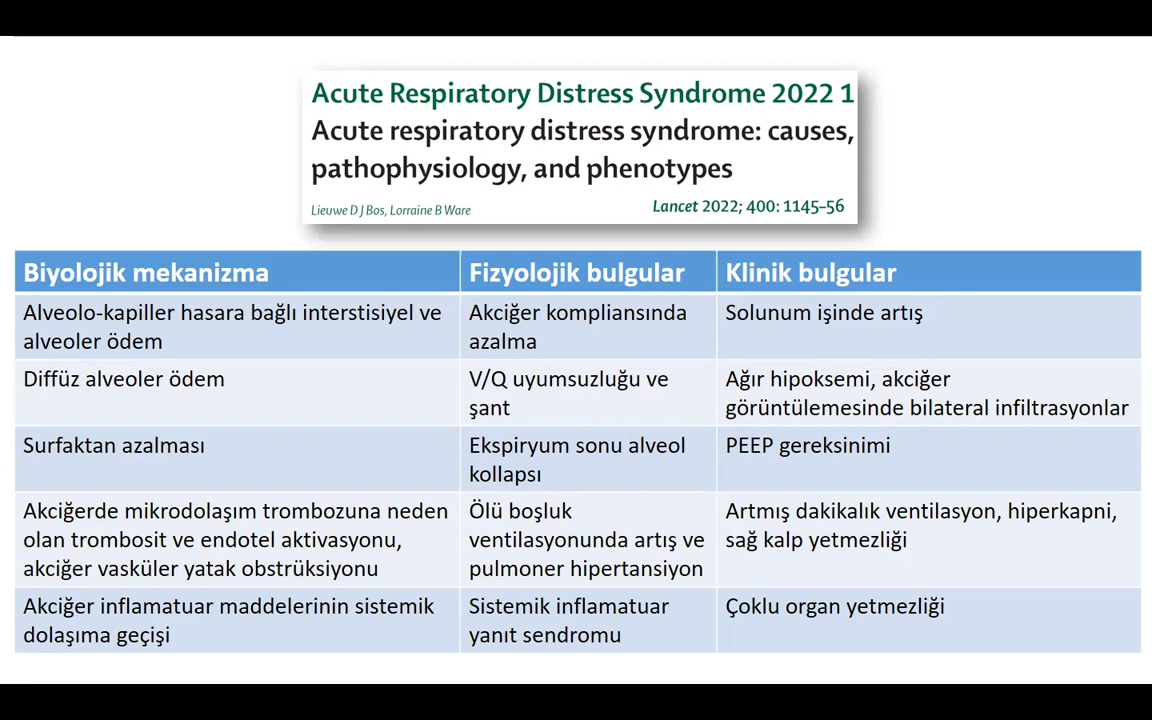 Acute Respiratory Distress Syndrome 2022 1
Acute respiratory distress syndrome: causes,
pathophysiology, and phenotypes
Lieuwe D J Bos, Lorraine B Ware
Lancet 2022; 400: 1145–56
Biyolojik mekanizma
Fizyolojik bulgular
Klinik bulgular
Alveolo-kapiller hasara bağlı interstisiyel ve
alveoler ödem
Akciğer kompliansında
azalma
Solunum işinde artış
Diffüz alveoler ödem
V/Q uyumsuzluğu ve
şant
Ağır hipoksemi, akciğer
görüntülemesinde bilateral infiltrasyonlar
Surfaktan azalması
Ekspiryum sonu alveol
kollapsı
PEEP gereksinimi
Akciğerde mikrodolaşım trombozuna neden
olan trombosit ve endotel aktivasyonu,
akciğer vasküler yatak obstrüksiyonu
Ölü boşluk
ventilasyonunda artış ve
pulmoner hipertansiyon
Artmış dakikalık ventilasyon, hiperkapni,
sağ kalp yetmezliği
Akciğer inflamatuar maddelerinin sistemik
dolaşıma geçişi
Sistemik inflamatuar
yanıt sendromu
Çoklu organ yetmezliği